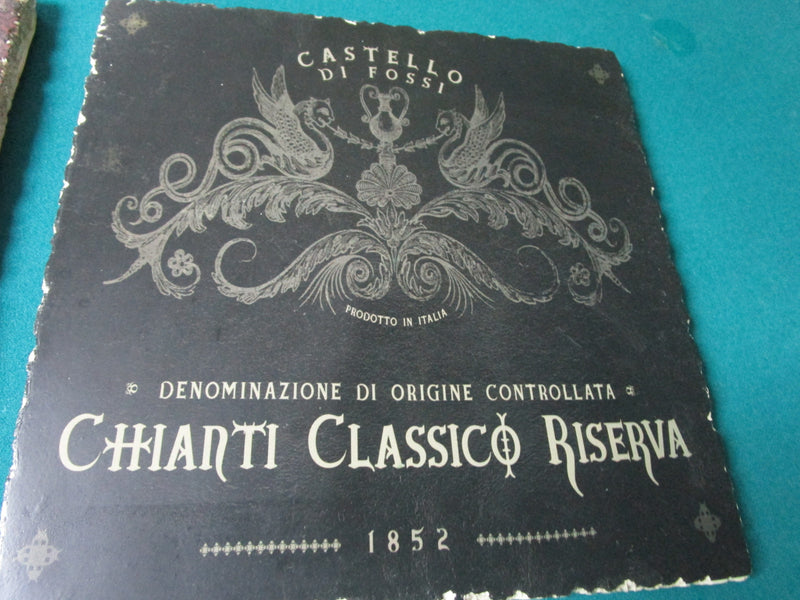 CASTELLO
DI FOSSI
PRODOTTO IN ITALIA
DENOMINAZIONE DI ORIGINE CONTROLLATA
CHIANTI CLASSICO RISERVA
1852